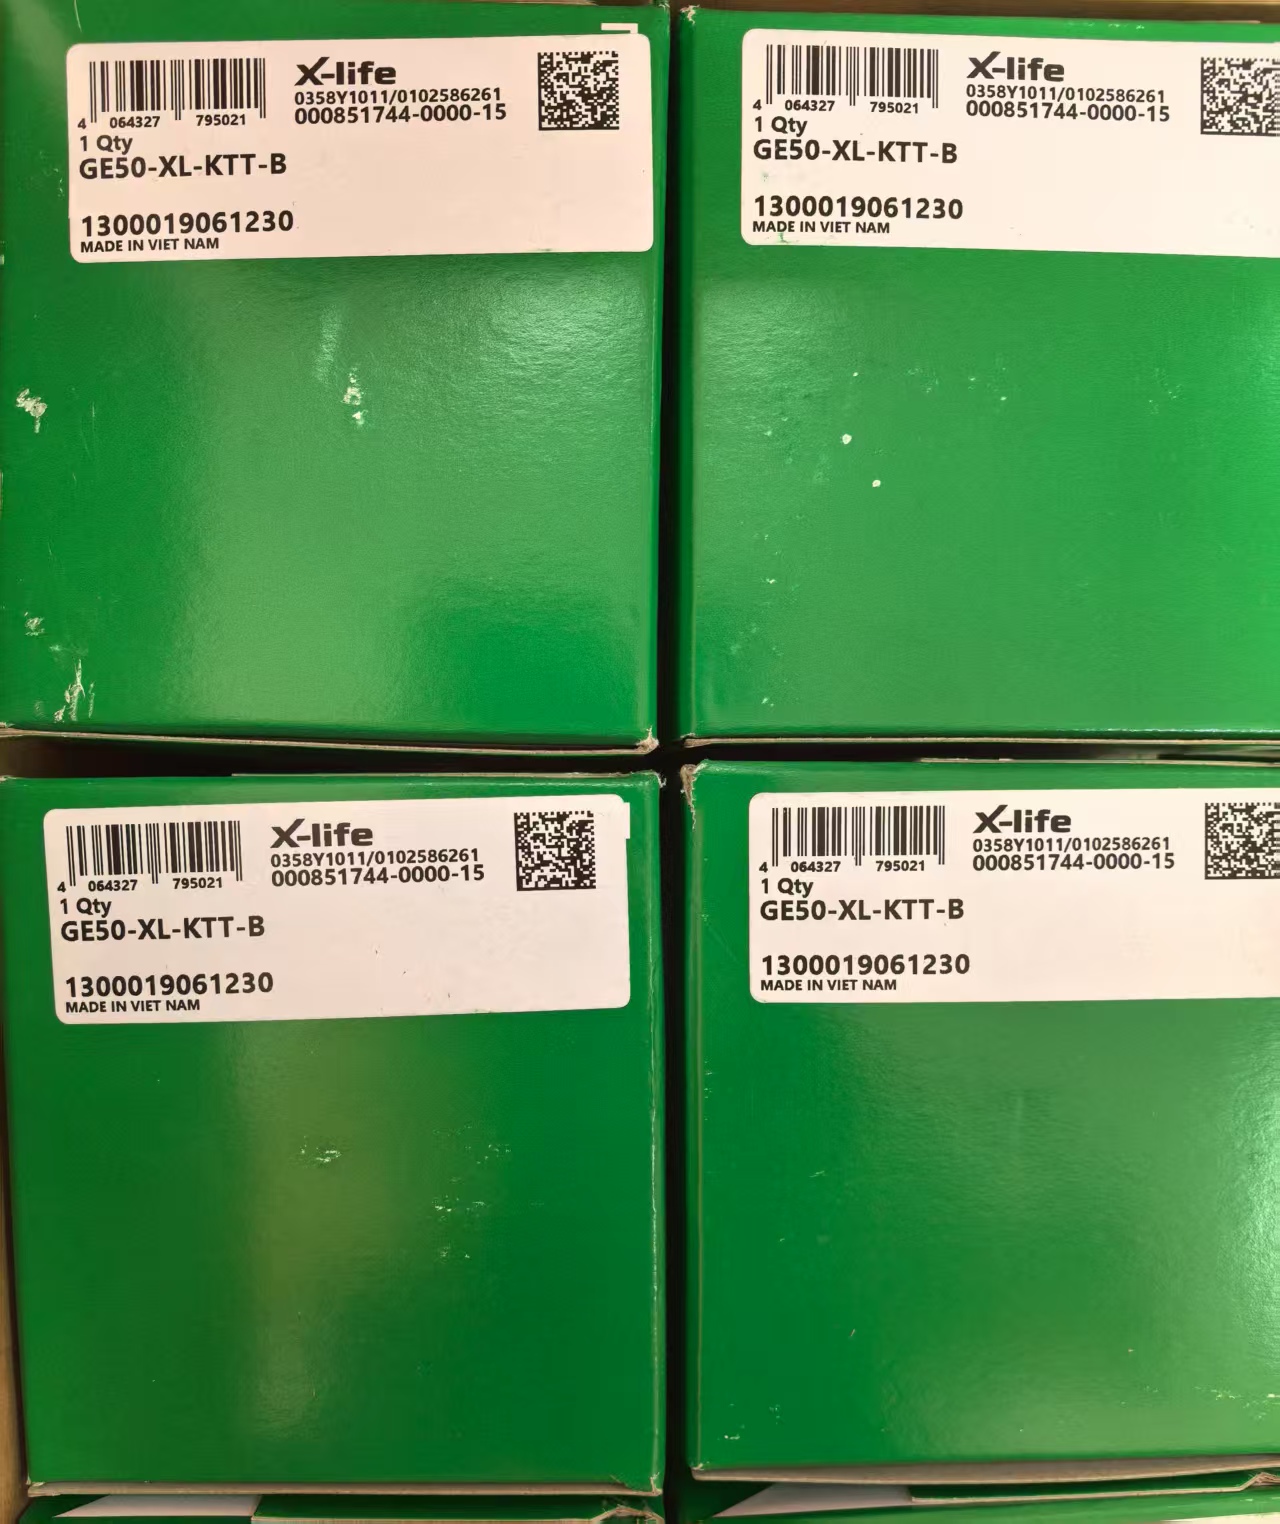 X-life
0358Y1011/0102586261
000851744-0000-15
4 064327 795021
1 Qty
GE50-XL-KTT-B
1300019061230
MADE IN VIET NAM
X-life
0358Y1011/0102586261
000851744-0000-15
4 064327 795021
1 Qty
GE50-XL-KTT-B
1300019061230
MADE IN VIET NAM
X-life
0358Y1011/0102586261
000851744-0000-15
4 064327 795021
1 Qty
GE50-XL-KTT-B
1300019061230
MADE IN VIET NAM
X-life
0358Y1011/0102586261
000851744-0000-15
4 064327 795021
1 Qty
GE50-XL-KTT-B
1300019061230
MADE IN VIET NAM